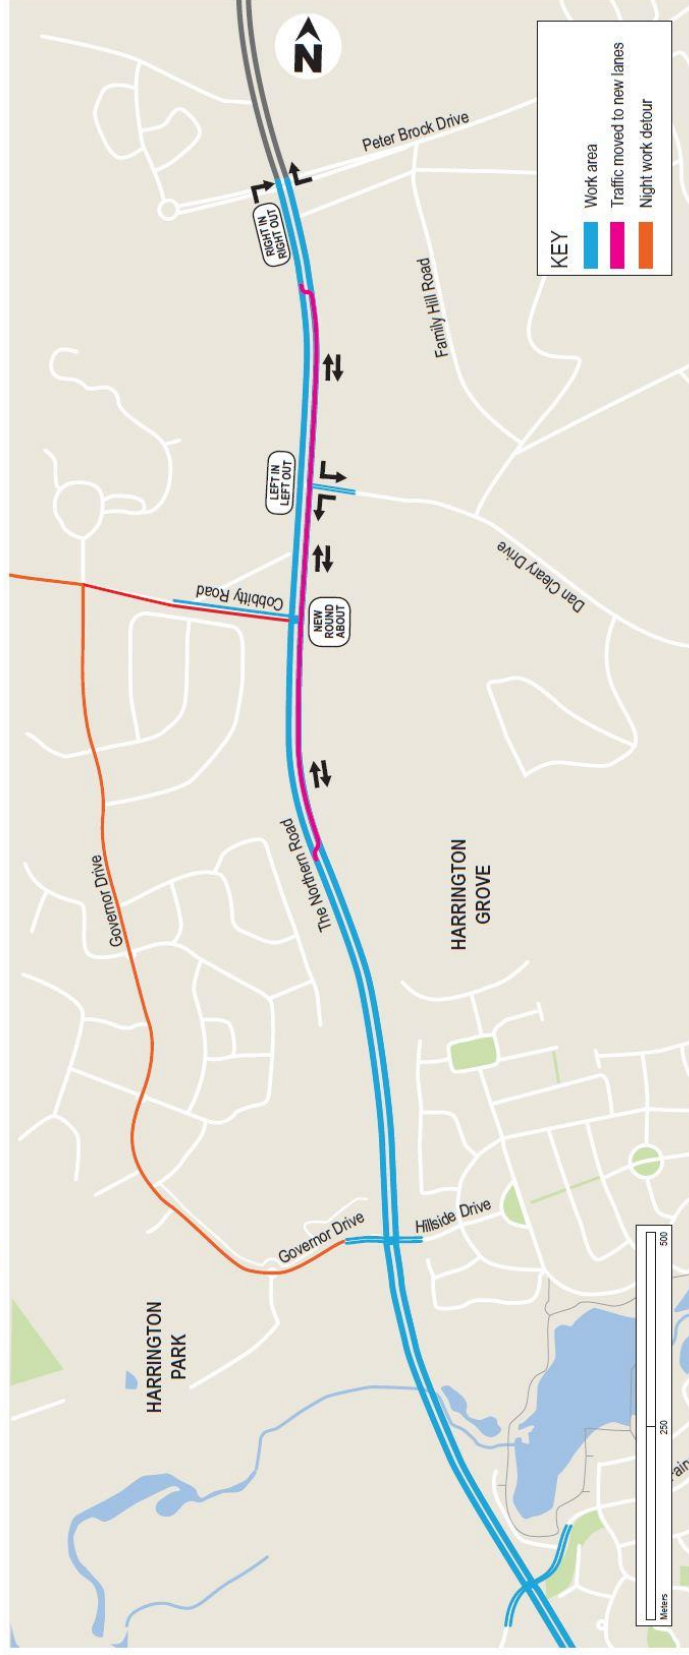 N
Peter Brock Drive
RIGHT IN
RIGHT OUT
Family Hill Road
KEY
Work area
Traffic moved to new lanes
Night work detour
LEFT IN
LEFT OUT
Cobbitty Road
NEW
ROUND
ABOUT
Dan Cleary Drive
The Northern Road
Governor Drive
HARRINGTON
GROVE
Governor Drive
Hillside Drive
HARRINGTON
PARK
Meters
250
500